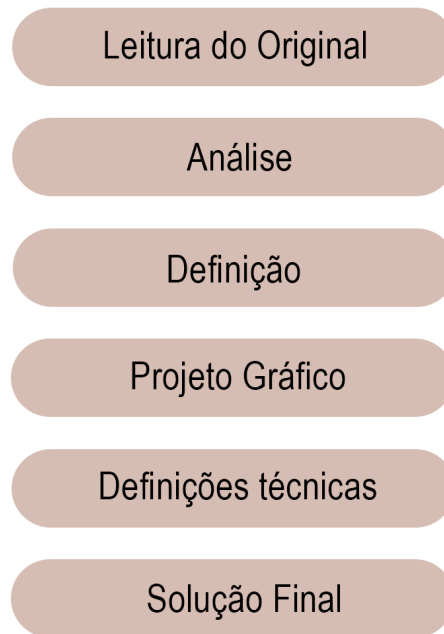 Leitura do Original
Análise
Definição
Projeto Gráfico
Definições técnicas
Solução Final